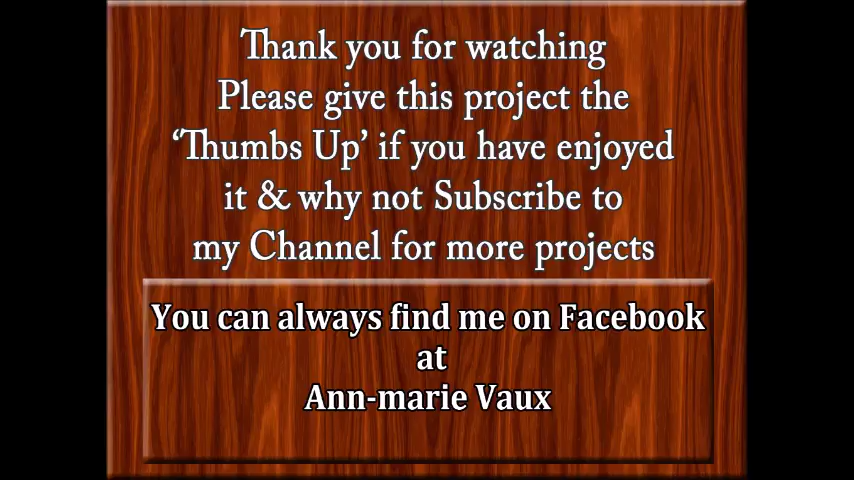 Thank you for watching
Please give this project the
‘Thumbs Up’ if you have enjoyed
it & why not Subscribe to
my Channel for more projects
You can always find me on Facebook
at
Ann-marie Vaux